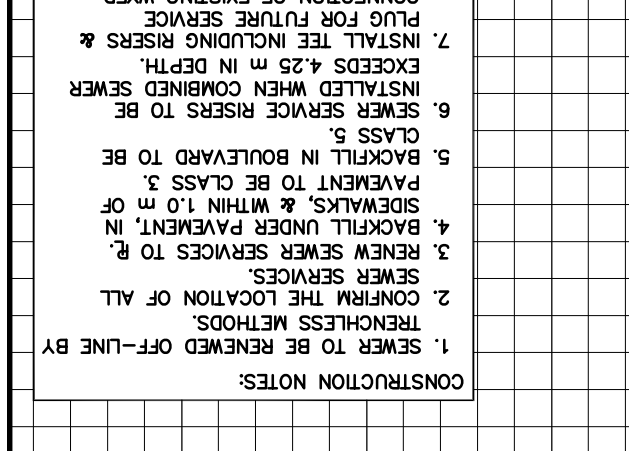 CONSTRUCTION NOTES:
1. SEWER TO BE RENEWED OFF-LINE BY
TRENCHLESS METHODS.
2. CONFIRM THE LOCATION OF ALL
SEWER SERVICES.
3. RENEW SEWER SERVICES TO ℄.
4. BACKFILL UNDER PAVEMENT, IN
SIDEWALKS, & WITHIN 1.0 m OF
PAVEMENT TO BE CLASS 3.
5. BACKFILL IN BOULEVARD TO BE
CLASS 5.
6. SEWER SERVICE RISERS TO BE
INSTALLED WHEN COMBINED SEWER
EXCEEDS 4.25 m IN DEPTH.
7. INSTALL TEE INCLUDING RISERS &
PLUG FOR FUTURE SERVICE
CONNECTION OF EXISTING